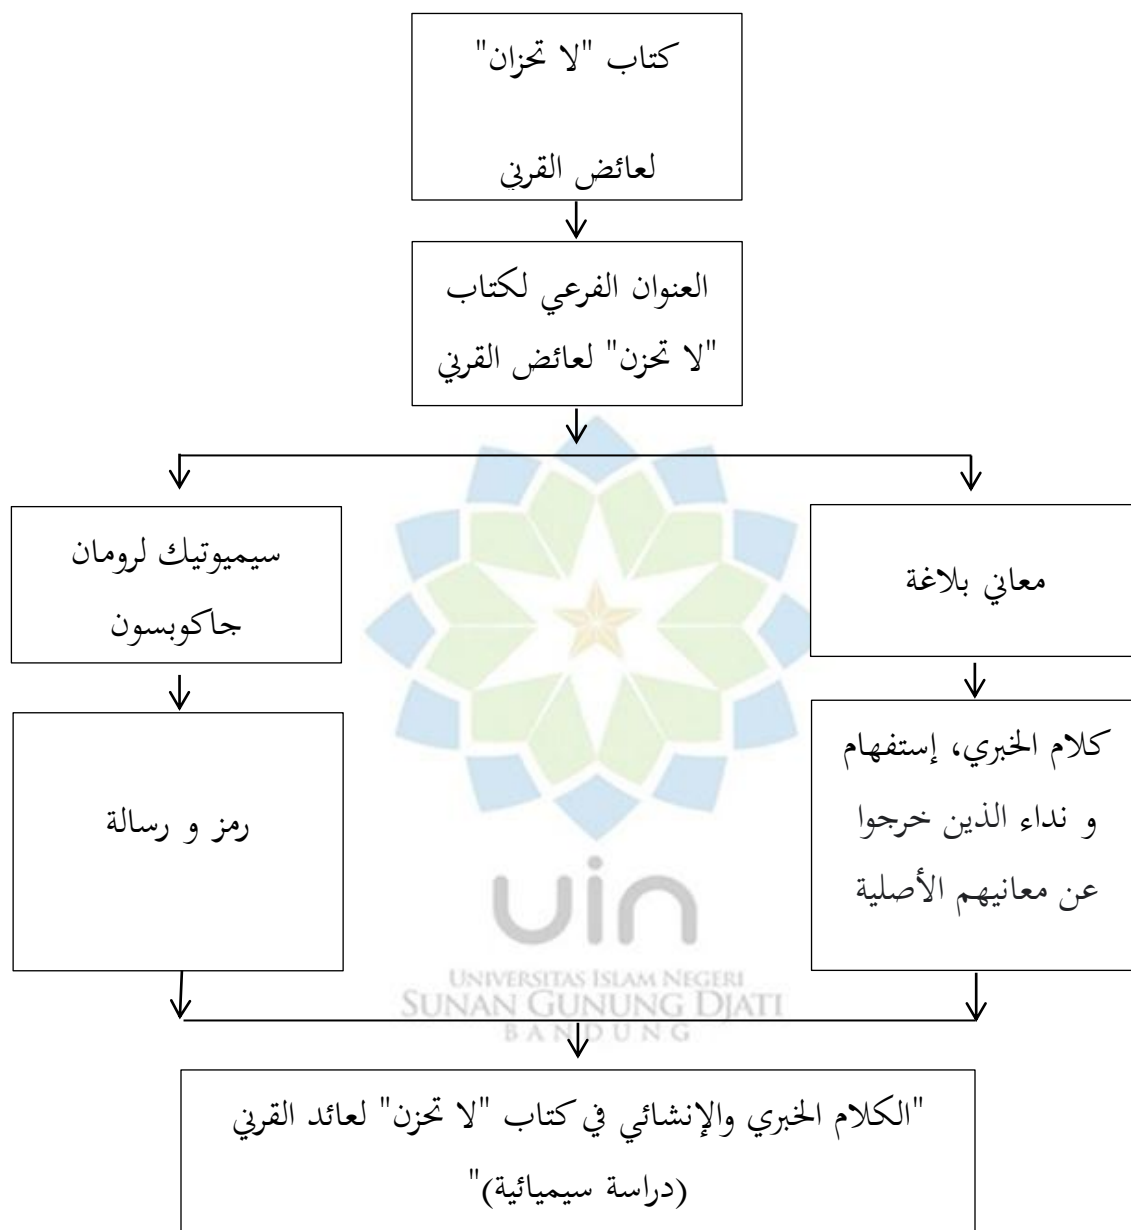 كتاب "لا تحزان"
لعائض القرني
العنوان الفرعي لكتاب
"لا تحزن" لعائض القرني
معاني بلاغة
سيميوتيك لرومان
جاكوبسون
كلام الخبري، إستفهام
و نداء الذين خرجوا
عن معانيهم الأصلية
رمز و رسالة
uin
UNIVERSITAS ISLAM NEGERI
SUNAN GUNUNG DJATI
BANDUNG
"الكلام الخبري والإنشائي في كتاب "لا تحزن" لعائد القرني
(دراسة سيميائية)"